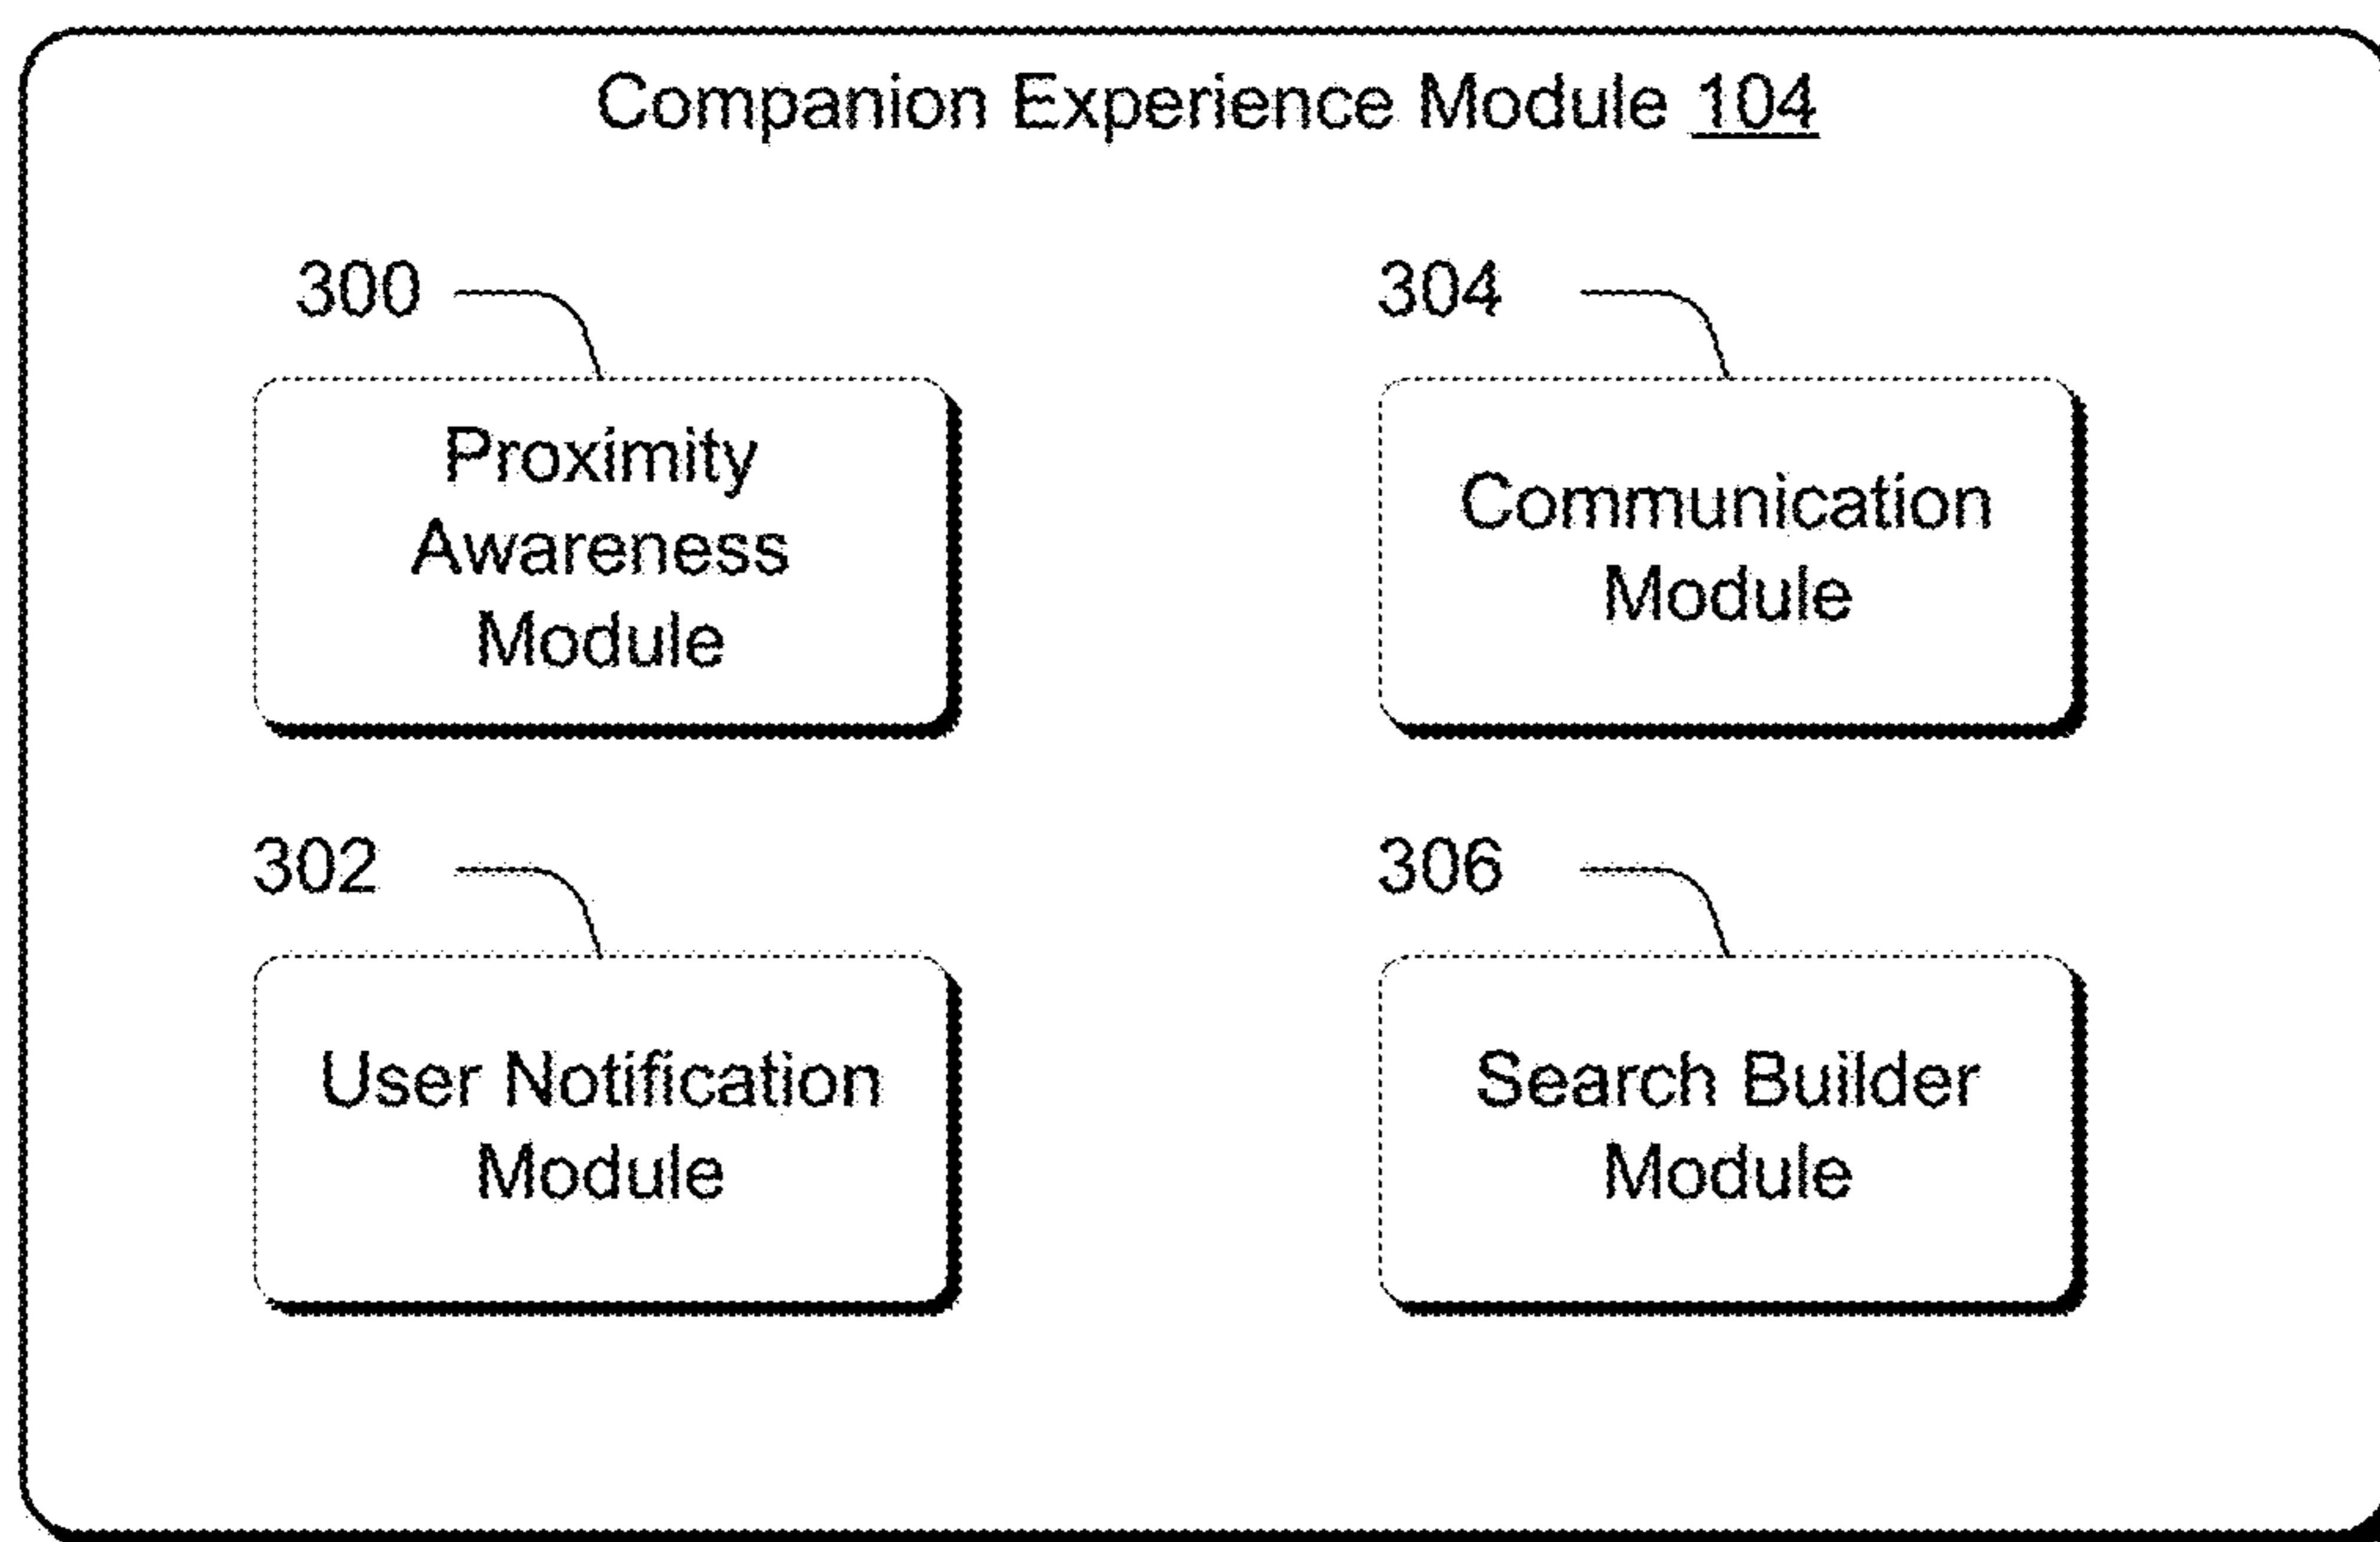 Companion Experience Module 104
300
Proximity
Awareness
Module
304
Communication
Module
302
User Notification
Module
306
Search Builder
Module